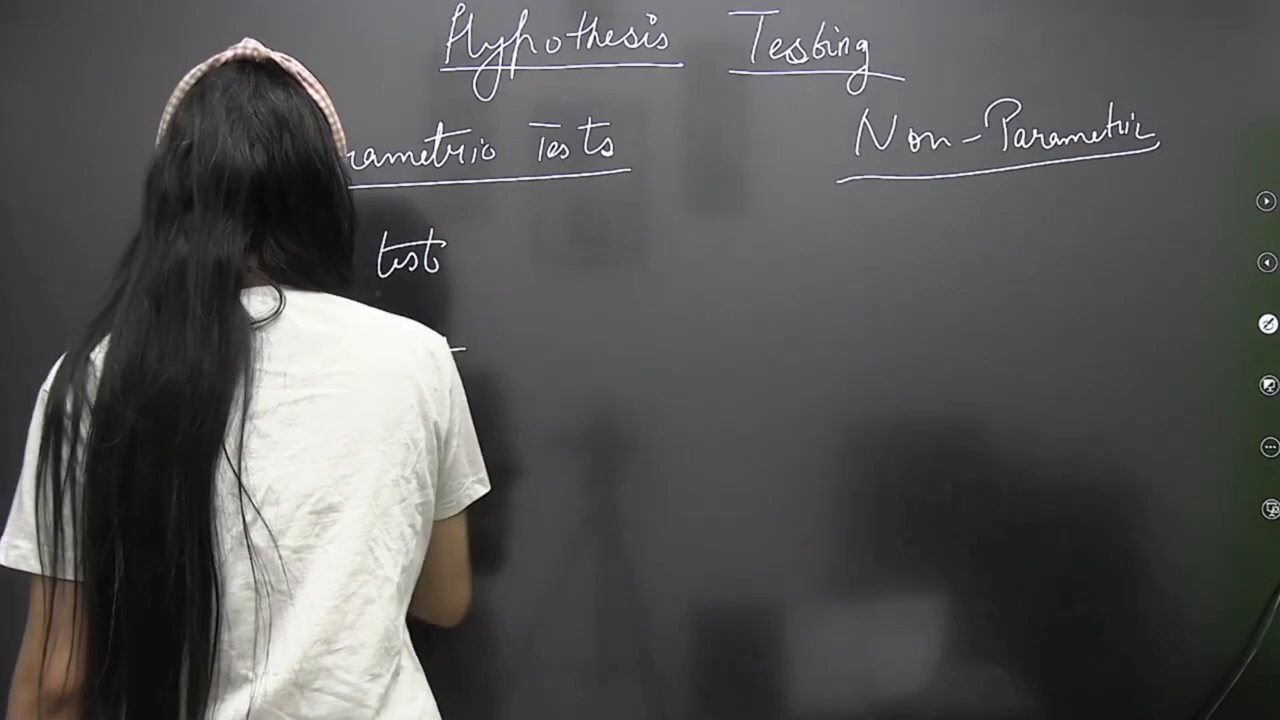 Hypothesis Testing
rametric Tests
Non-Parametric
test